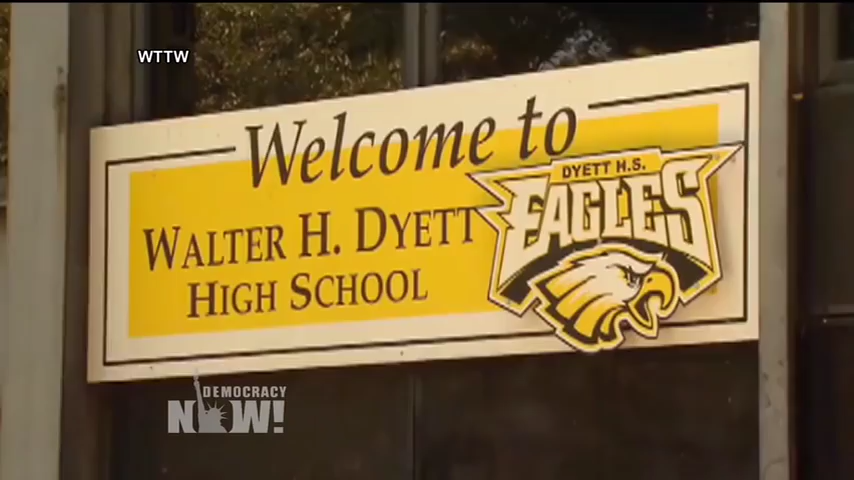 WTTW
Welcome to
WALTER H. DYETT
HIGH SCHOOL
DYETT H.S.
EAGLES
DEMOCRACY
NOW!